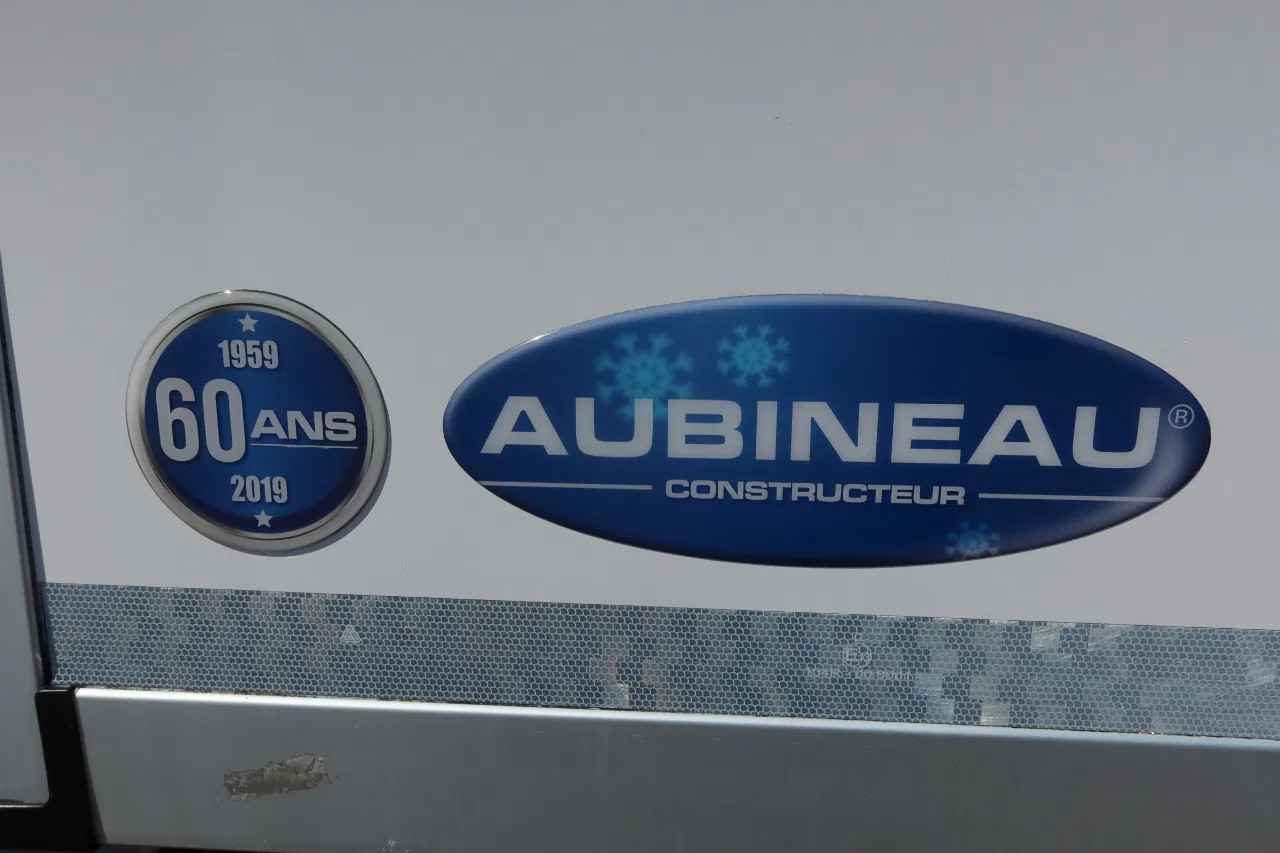 1959
60 ANS
2019
AUBINEAU®
CONSTRUCTEUR